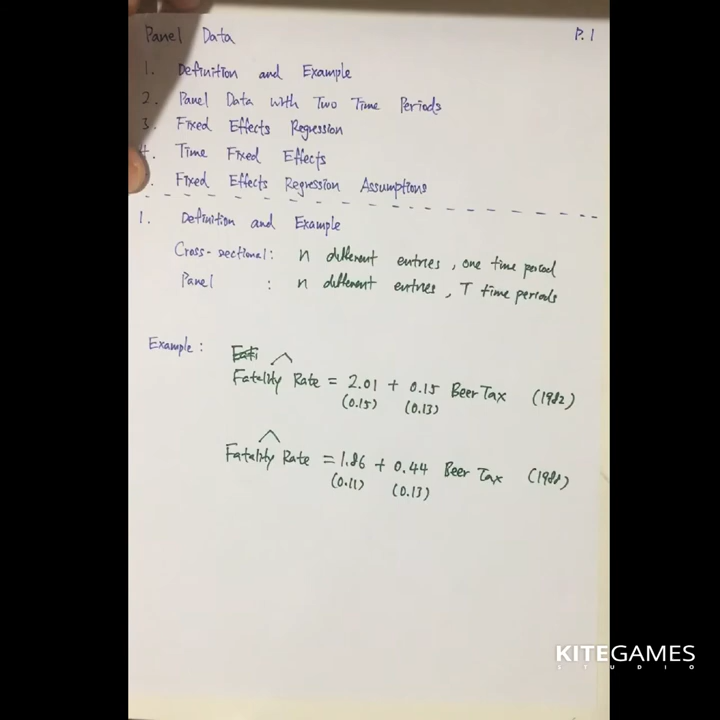 Panel Data P.1
1. Definition and Example
2. Panel Data with Two Time Periods
3. Fixed Effects Regression
4. Time Fixed Effects
. Fixed Effects Regression Assumptions
1. Definition and Example
Cross-sectional: n different entries, one time period
Panel : n different entries, T time periods
Example:
Fatality Rate = 2.01 + 0.15 Beer Tax (1982)
(0.15) (0.13)
Fatality Rate = 1.86 + 0.44 Beer Tax (1988)
(0.11) (0.13)
KITEGAMES
STUDIO